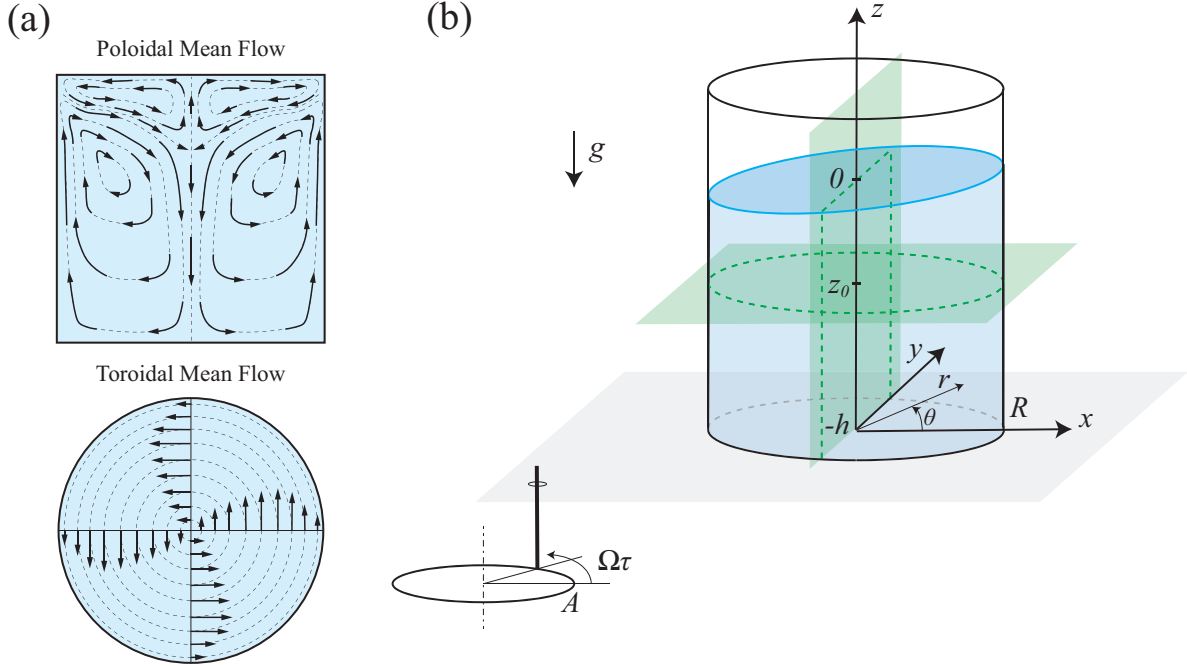 (a)
Poloidal Mean Flow
Toroidal Mean Flow
(b)
z
g
0
z₀
y
r
θ
-h
R
x
Ωτ
A